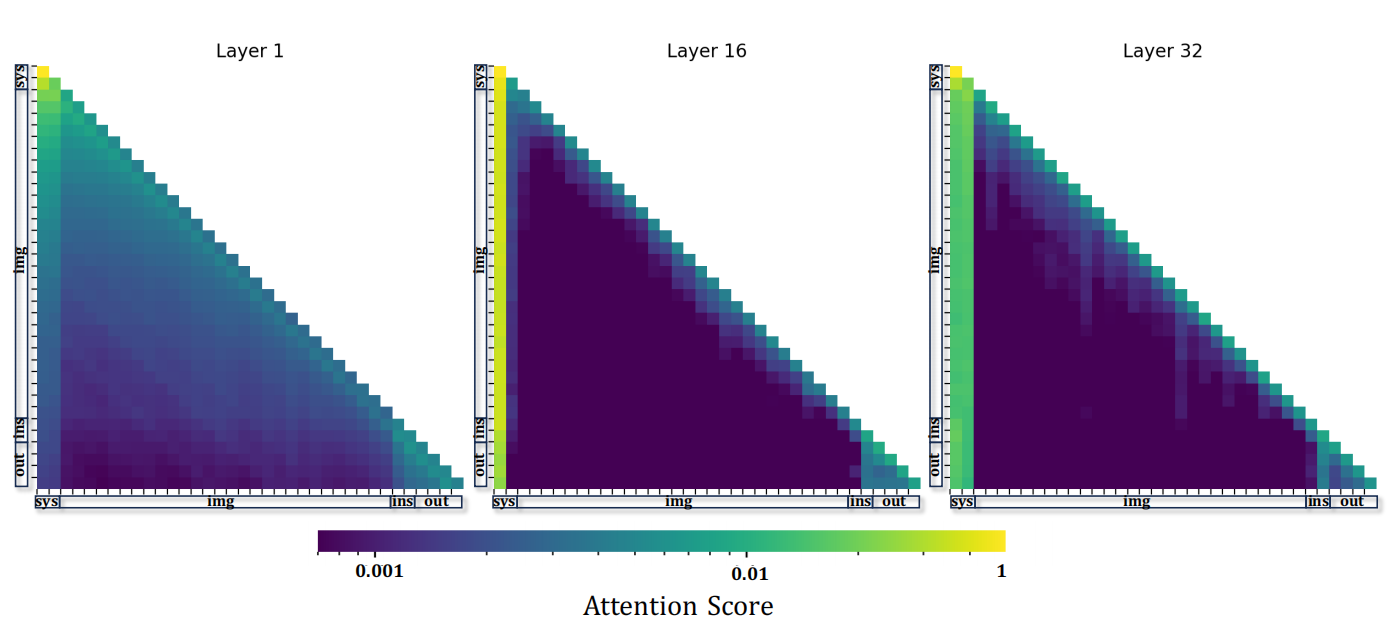 Layer 1
Layer 16
Layer 32
sys
img
ins
out
sys
img
ins
out
sys
img
ins
out
sys img ins out
sys img ins out
sys img ins out
0.001 0.01 1
Attention Score